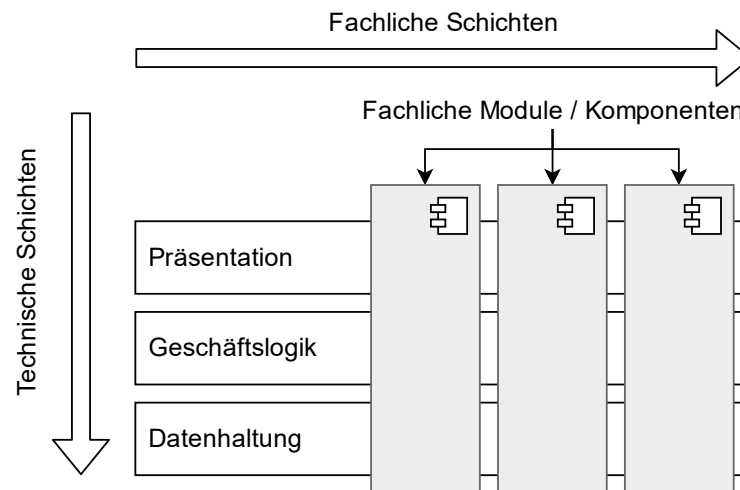 Fachliche Schichten
Fachliche Module / Komponenten
Technische Schichten
Präsentation
Geschäftslogik
Datenhaltung